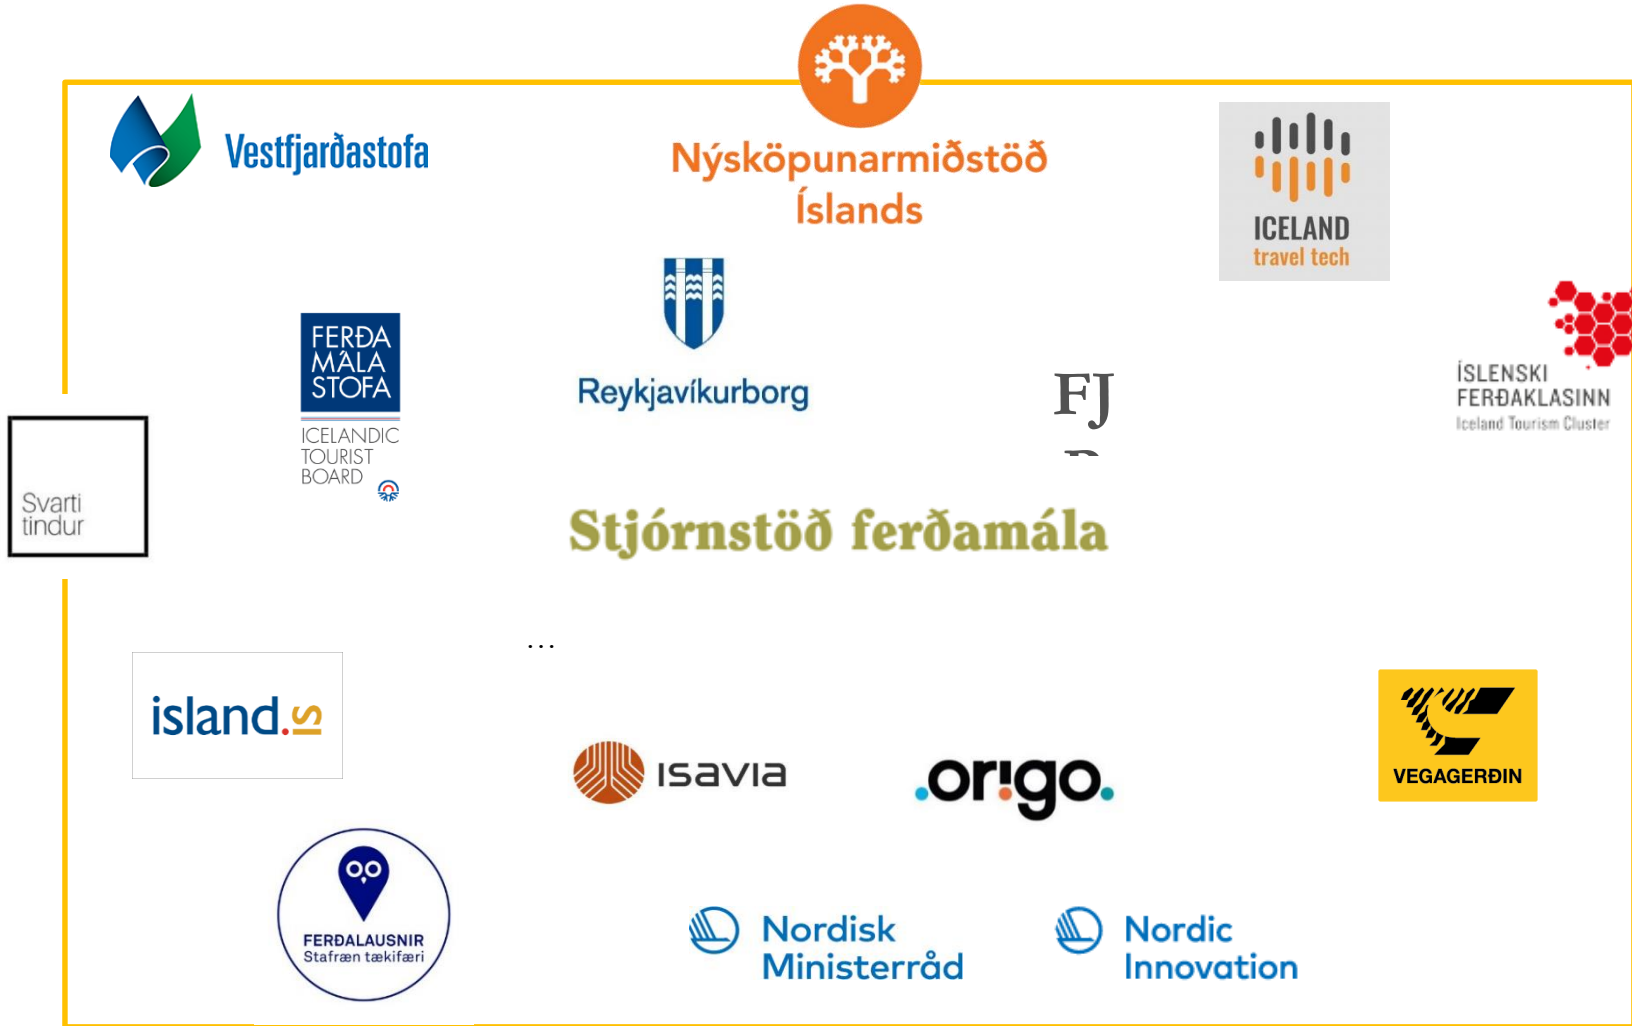 Vestfjarðastofa
Nýsköpunarmiðstöð
Íslands
ICELAND
travel tech
FERÐA
MÁLA
STOFA
ICELANDIC
TOURIST
BOARD
Reykjavíkurborg
FJ
ÍSLENSKI
FERÐAKLASINN
Iceland Tourism Cluster
Svarti
tindur
Stjórnstöð ferðamála
...
island.is
ISAVIA
.origo.
VEGAGERÐIN
FERÐALAUSNIR
Stafræn tækifæri
Nordisk
Ministerråd
Nordic
Innovation